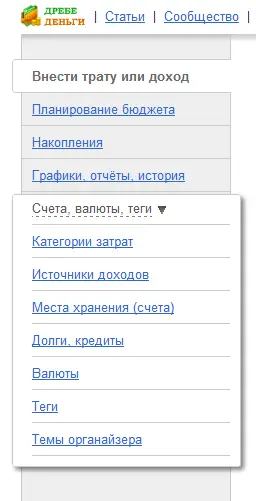 ДРЕБЕ
ДЕНЬГИ | Статьи | Сообщество |
Внести трату или доход
Планирование бюджета
Накопления
Графики, отчёты, история
Счета, валюты, теги ▼
Категории затрат
Источники доходов
Места хранения (счета)
Долги, кредиты
Валюты
Теги
Темы органайзера